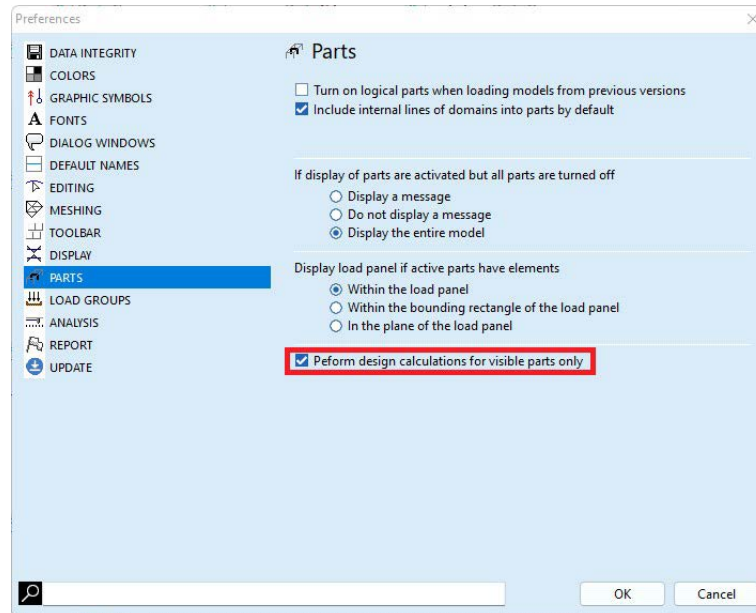 Preferences
DATA INTEGRITY
COLORS
GRAPHIC SYMBOLS
A FONTS
DIALOG WINDOWS
DEFAULT NAMES
EDITING
MESHING
TOOLBAR
DISPLAY
PARTS
LOAD GROUPS
ANALYSIS
REPORT
UPDATE
Parts
Turn on logical parts when loading models from previous versions
Include internal lines of domains into parts by default
If display of parts are activated but all parts are turned off
Display a message
Do not display a message
Display the entire model
Display load panel if active parts have elements
Within the load panel
Within the bounding rectangle of the load panel
In the plane of the load panel
Peform design calculations for visible parts only
OK
Cancel